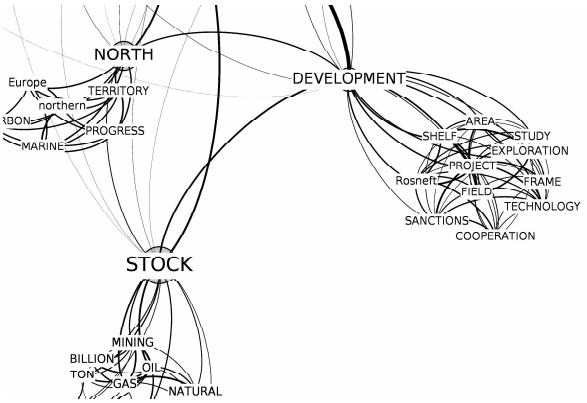 NORTH
DEVELOPMENT
Europe
TERRITORY
northern
RBON
PROGRESS
MARINE
AREA
SHELF
STUDY
EXPLORATION
PROJECT
Rosneft
FRAME
FIELD
TECHNOLOGY
SANCTIONS
COOPERATION
STOCK
MINING
BILLION
OIL
TON
GAS
NATURAL